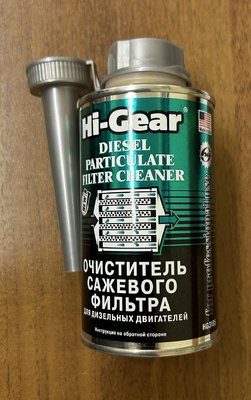 Hi-Gear
DIESEL
PARTICULATE
FILTER CLEANER
ОЧИСТИТЕЛЬ
САЖЕВОГО
ФИЛЬТРА
ДЛЯ ДИЗЕЛЬНЫХ ДВИГАТЕЛЕЙ
Инструкция на обратной стороне